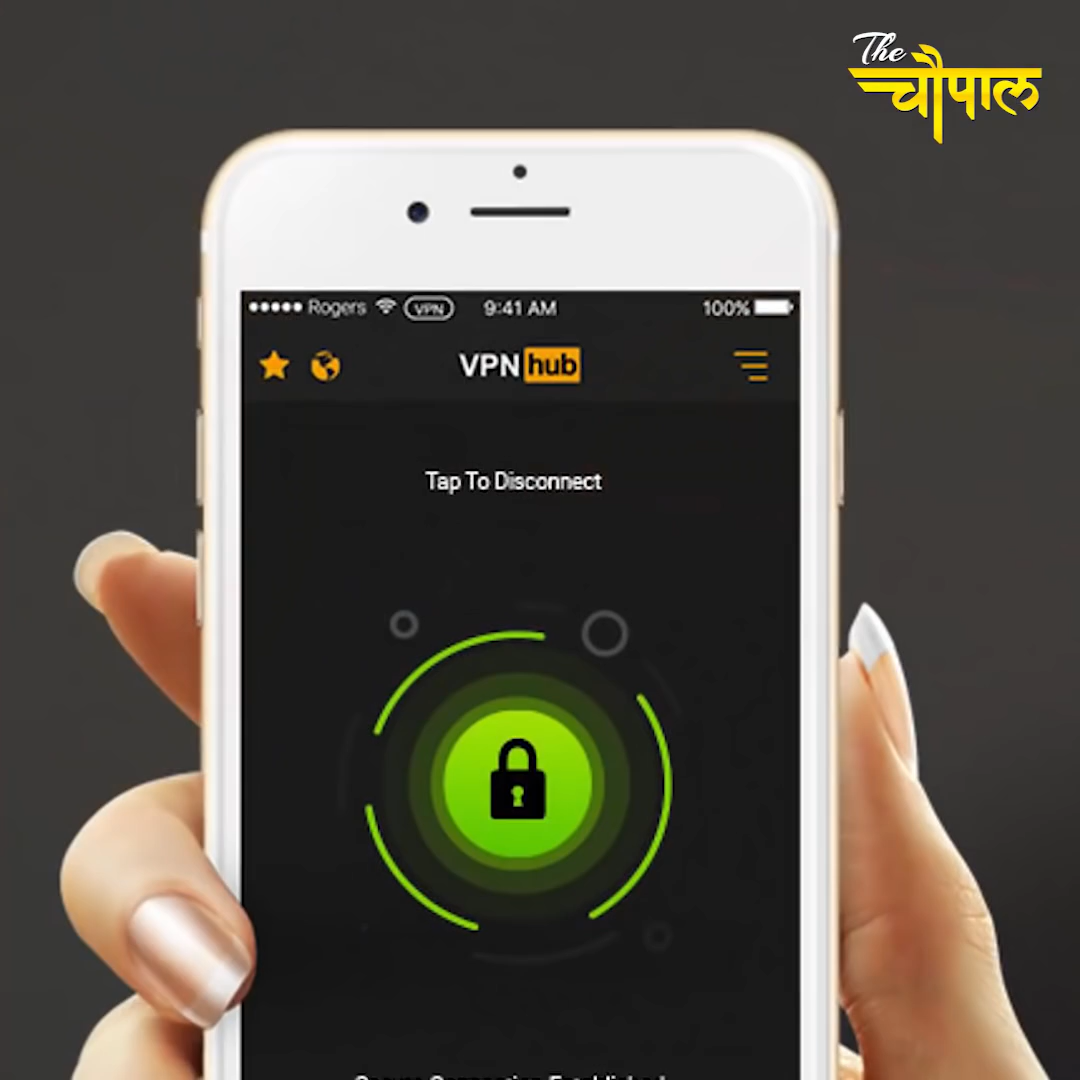 The
चौपाल
Rogers VPN 9:41 AM 100%
VPN hub
Tap To Disconnect